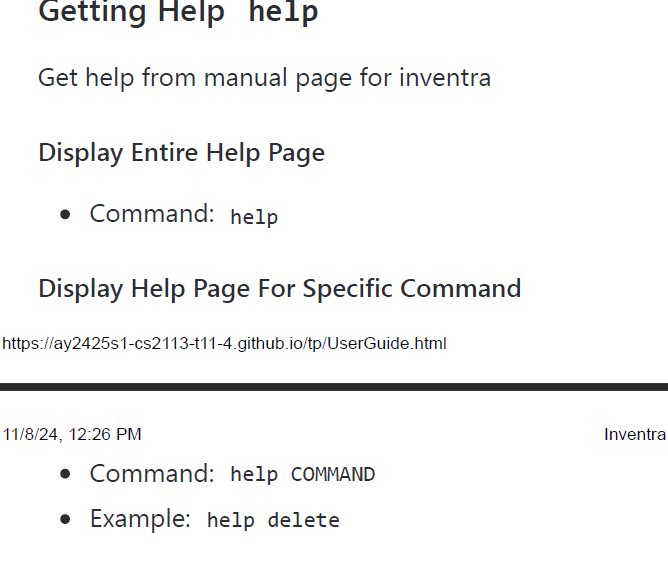 Getting Help help
Get help from manual page for inventra
Display Entire Help Page
• Command: help
Display Help Page For Specific Command
https://ay2425s1-cs2113-t11-4.github.io/tp/UserGuide.html
11/8/24, 12:26 PM Inventra
• Command: help COMMAND
• Example: help delete